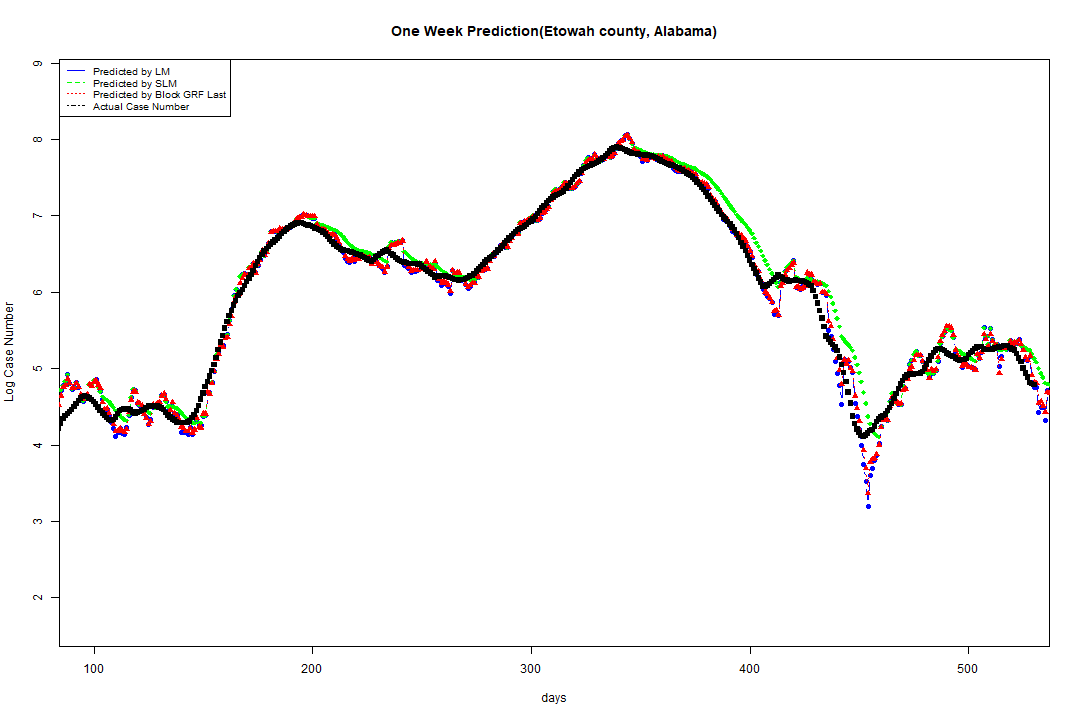 One Week Prediction(Etowah county, Alabama)
Predicted by LM
Predicted by SLM
Predicted by Block GRF Last
Actual Case Number
9
8
7
6
5
4
3
2
Log Case Number
100 200 300 400 500
days